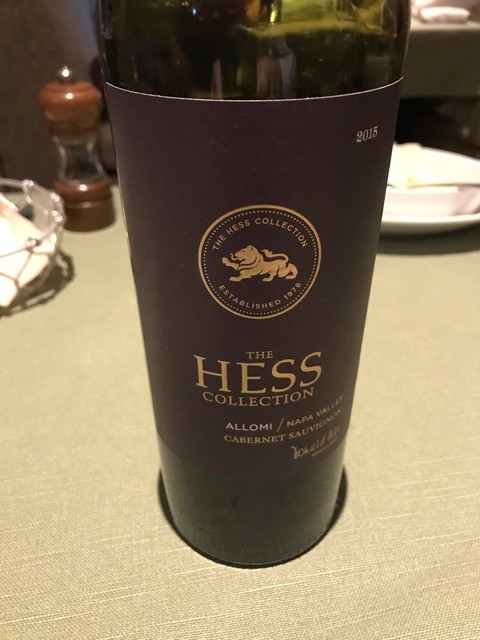 2015
THE HESS COLLECTION
ESTABLISHED 1978
THE
HESS
COLLECTION
ALLOMI / NAPA VALLEY
CABERNET SAUVIGNON